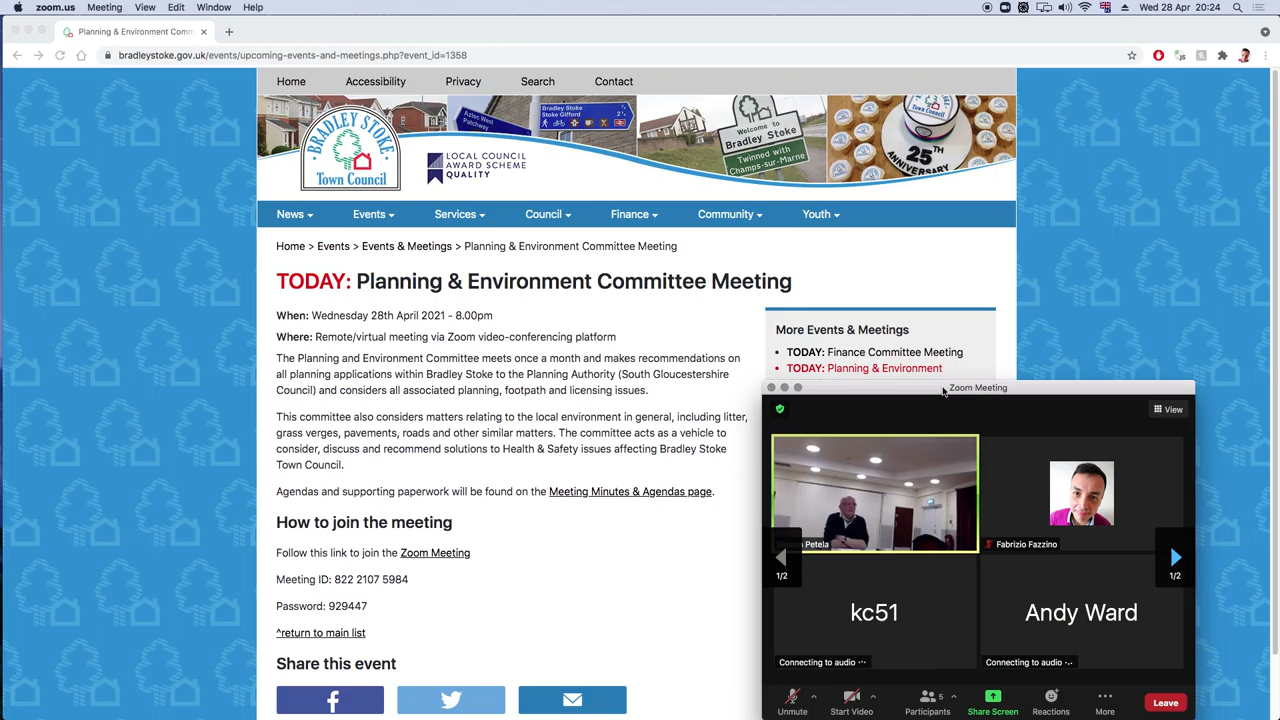 zoom.us Meeting View Edit Window Help
Wed 28 Apr 20:24
Planning & Environment Comm
bradleystoke.gov.uk/events/upcoming-events-and-meetings.php?event_id=1358
Home Accessibility Privacy Search Contact
BRADLEY STOKE
Town Council
LOCAL COUNCIL
AWARD SCHEME
QUALITY
Aztec West
Patchway
Bradley Stoke
Stoke Gifford
Welcome to
Bradley Stoke
Twinned with
Champs-sur-Marne
25TH
ANNIVERSARY
News Events Services Council Finance Community Youth
Home > Events > Events & Meetings > Planning & Environment Committee Meeting
TODAY: Planning & Environment Committee Meeting
When: Wednesday 28th April 2021 - 8.00pm
Where: Remote/virtual meeting via Zoom video-conferencing platform
The Planning and Environment Committee meets once a month and makes recommendations on
all planning applications within Bradley Stoke to the Planning Authority (South Gloucestershire
Council) and considers all associated planning, footpath and licensing issues.
This committee also considers matters relating to the local environment in general, including litter,
grass verges, pavements, roads and other similar matters. The committee acts as a vehicle to
consider, discuss and recommend solutions to Health & Safety issues affecting Bradley Stoke
Town Council.
Agendas and supporting paperwork will be found on the Meeting Minutes & Agendas page.
How to join the meeting
Follow this link to join the Zoom Meeting
Meeting ID: 822 2107 5984
Password: 929447
^return to main list
Share this event
More Events & Meetings
• TODAY: Finance Committee Meeting
• TODAY: Planning & Environment
Zoom Meeting
View
Petela
Fabrizio Fazzino
1/2
1/2
kc51
Andy Ward
Connecting to audio
Connecting to audio
5
Unmute Start Video Participants Share Screen Reactions More Leave